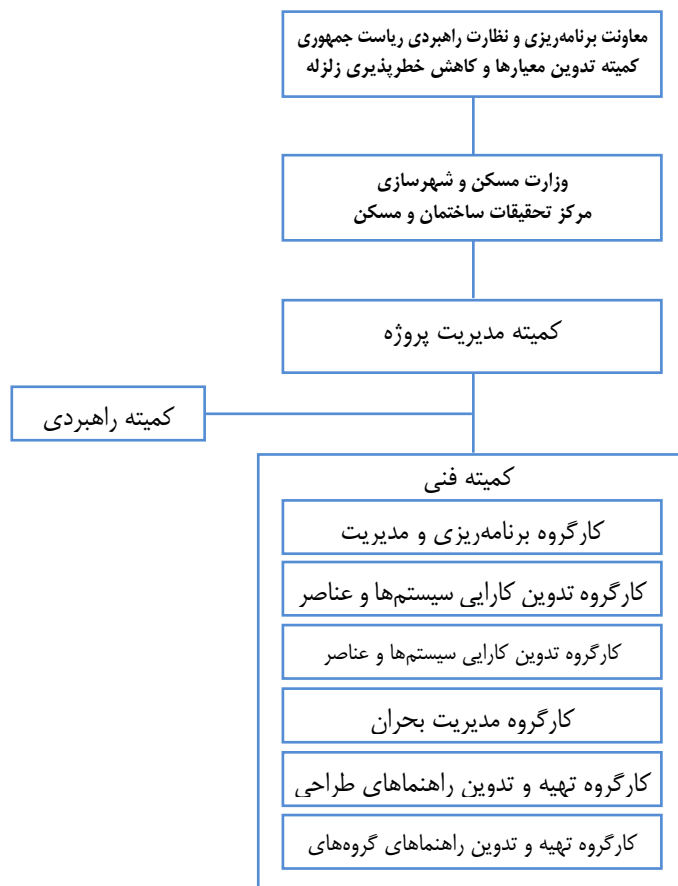 معاونت برنامه‌ریزی و نظارت راهبردی ریاست جمهوری
کمیته تدوین معیارها و کاهش خطرپذیری زلزله
وزارت مسکن و شهرسازی
مرکز تحقیقات ساختمان و مسکن
کمیته مدیریت پروژه
کمیته راهبردی
کمیته فنی
کارگروه برنامه‌ریزی و مدیریت
کارگروه تدوین کارایی سیستم‌ها و عناصر
کارگروه تدوین کارایی سیستم‌ها و عناصر
کارگروه مدیریت بحران
کارگروه تهیه و تدوین راهنماهای طراحی
کارگروه تهیه و تدوین راهنماهای گروه‌های